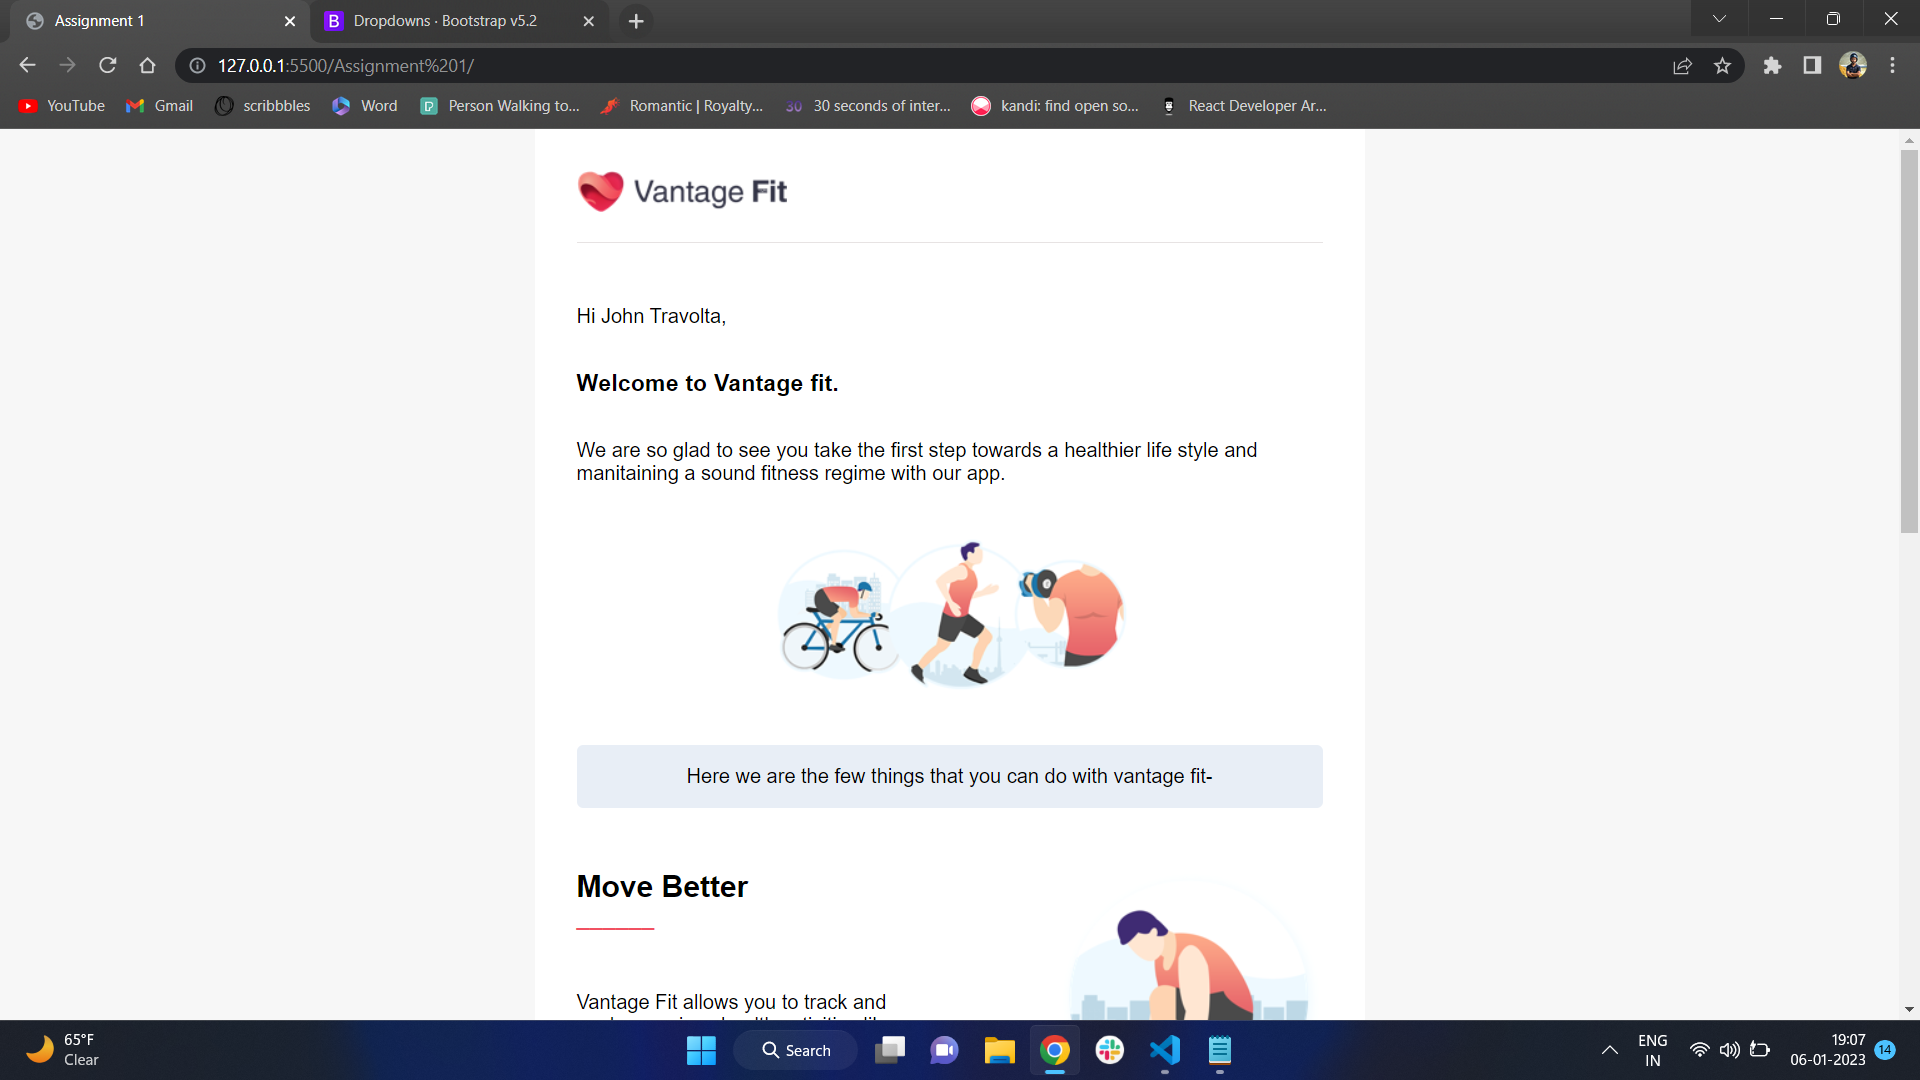 Assignment 1
Dropdowns · Bootstrap v5.2
127.0.0.1:5500/Assignment%201/
YouTube
Gmail
scribbbles
Word
Person Walking to...
Romantic | Royalty...
30 seconds of inter...
kandi: find open so...
React Developer Ar...
Vantage Fit
Hi John Travolta,
Welcome to Vantage fit.
We are so glad to see you take the first step towards a healthier life style and
manitaining a sound fitness regime with our app.
Here we are the few things that you can do with vantage fit-
Move Better
Vantage Fit allows you to track and
65°F
Clear
Search
ENG
IN
19:07
06-01-2023
14